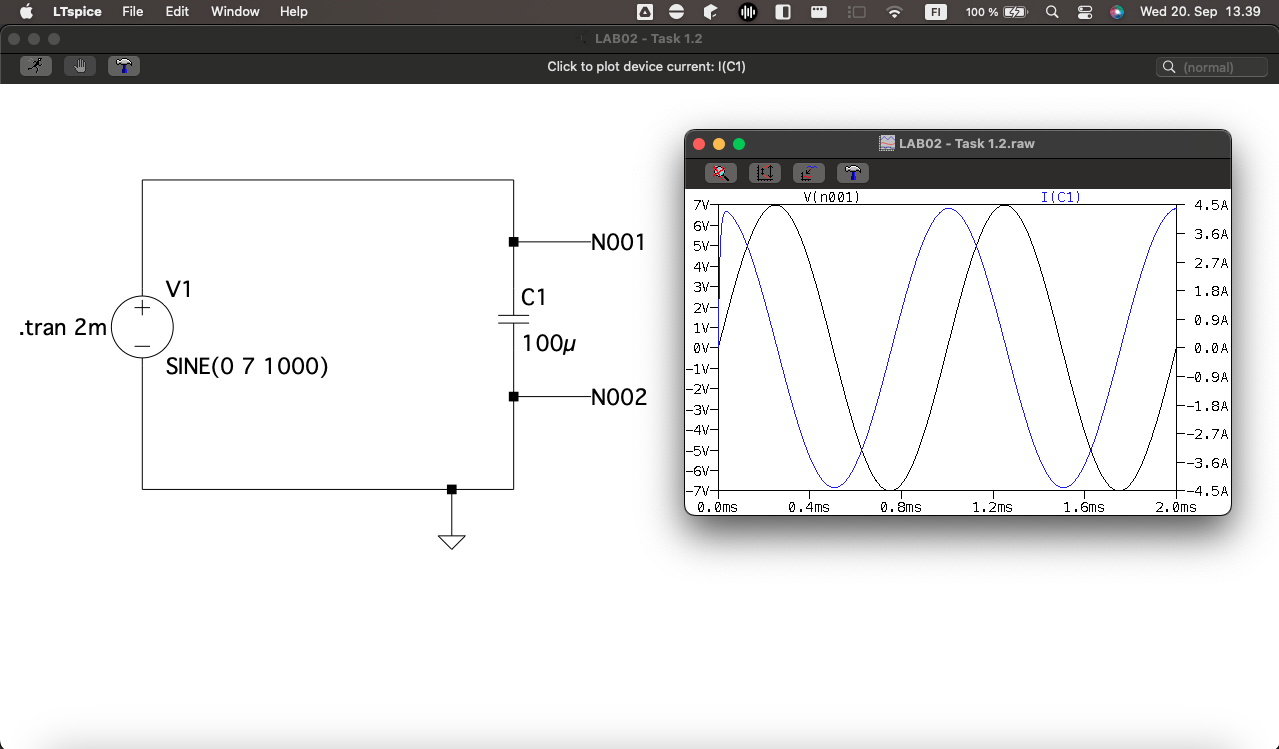 LTspice File Edit Window Help FI 100 % Wed 20. Sep 13.39
LAB02 - Task 1.2
Click to plot device current: I(C1)
(normal)
N001
V1
C1
.tran 2m
100µ
SINE(0 7 1000)
N002
LAB02 - Task 1.2.raw
V(n001) I(C1)
7V 4.5A
6V 3.6A
5V
4V 2.7A
3V 1.8A
2V
1V 0.9A
0V 0.0A
-1V -0.9A
-2V
-3V -1.8A
-4V -2.7A
-5V
-6V -3.6A
-7V -4.5A
0.0ms 0.4ms 0.8ms 1.2ms 1.6ms 2.0ms